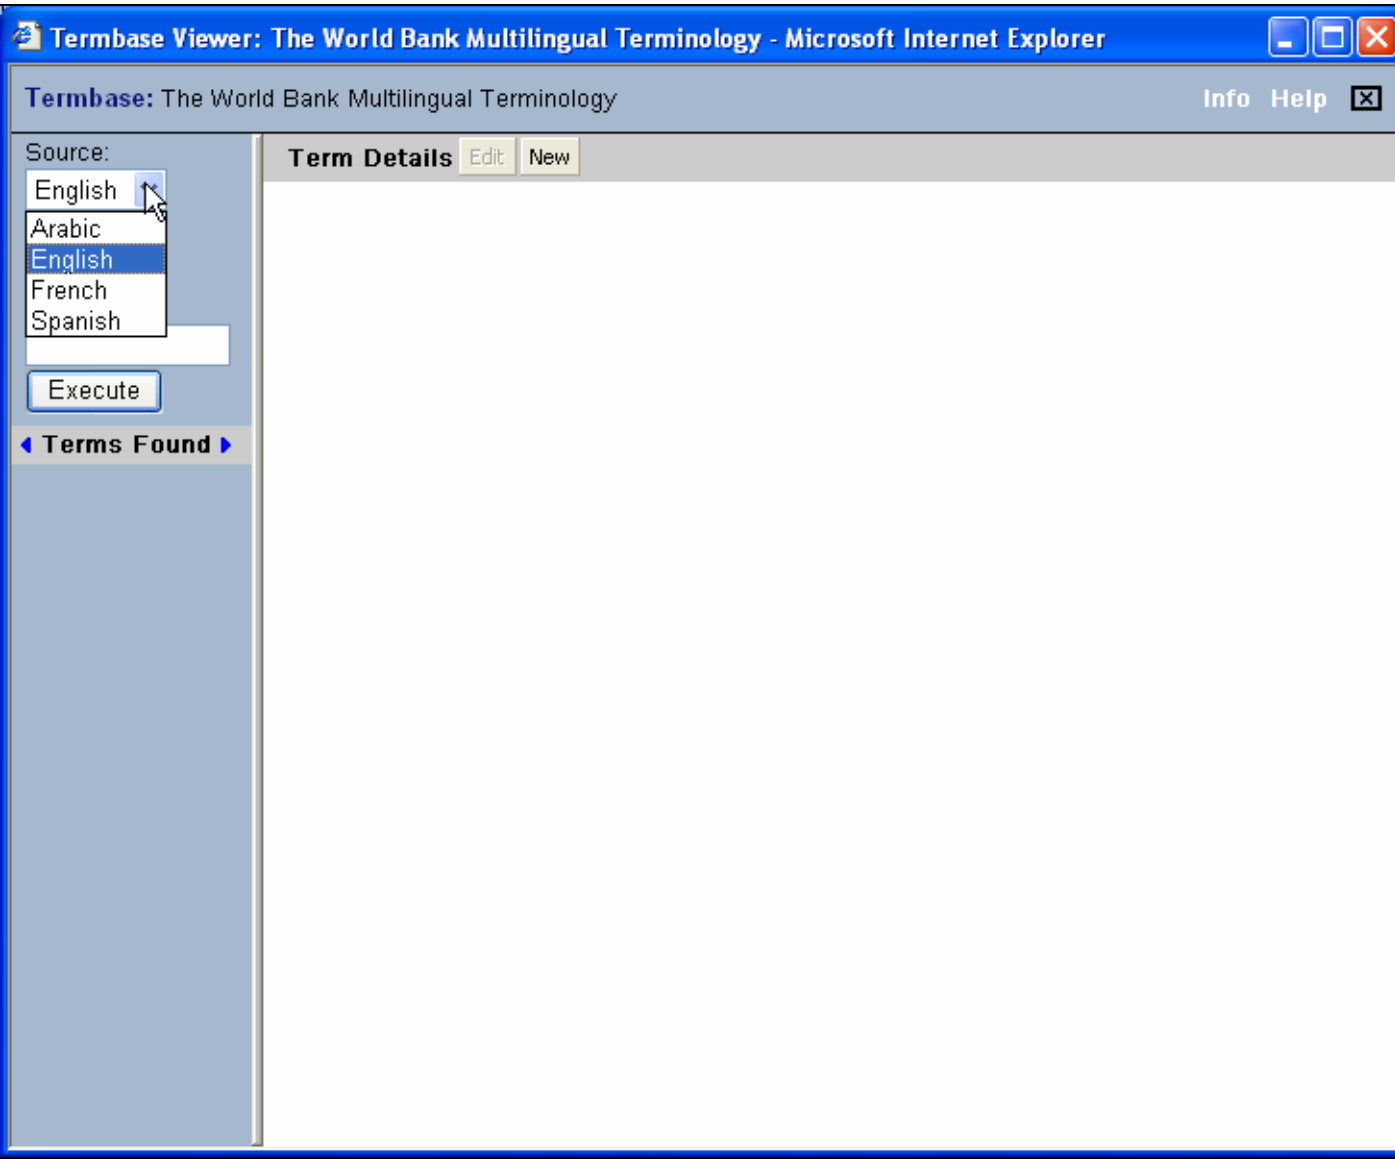 Termbase Viewer: The World Bank Multilingual Terminology - Microsoft Internet Explorer
Termbase: The World Bank Multilingual Terminology Info Help
Source:
Term Details Edit New
English
Arabic
English
French
Spanish
Execute
Terms Found